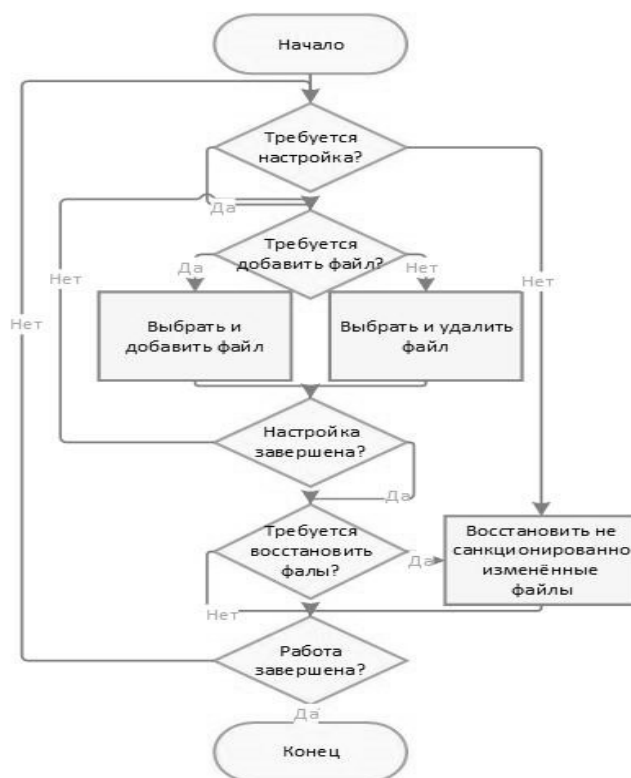 Начало
Требуется
настройка?
Да
Нет
Требуется
добавить файл?
Да
Нет
Нет
Нет
Выбрать и
добавить файл
Выбрать и удалить
файл
Настройка
завершена?
Да
Требуется
восстановить
фалы?
Да
Восстановить не
санкционированно
изменённые
файлы
Нет
Работа
завершена?
Да
Конец